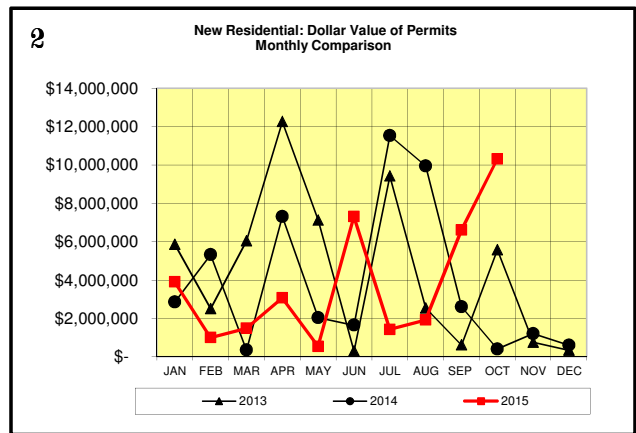 2
New Residential: Dollar Value of Permits
Monthly Comparison
$14,000,000
$12,000,000
$10,000,000
$8,000,000
$6,000,000
$4,000,000
$2,000,000
$-
JAN FEB MAR APR MAY JUN JUL AUG SEP OCT NOV DEC
2013 2014 2015